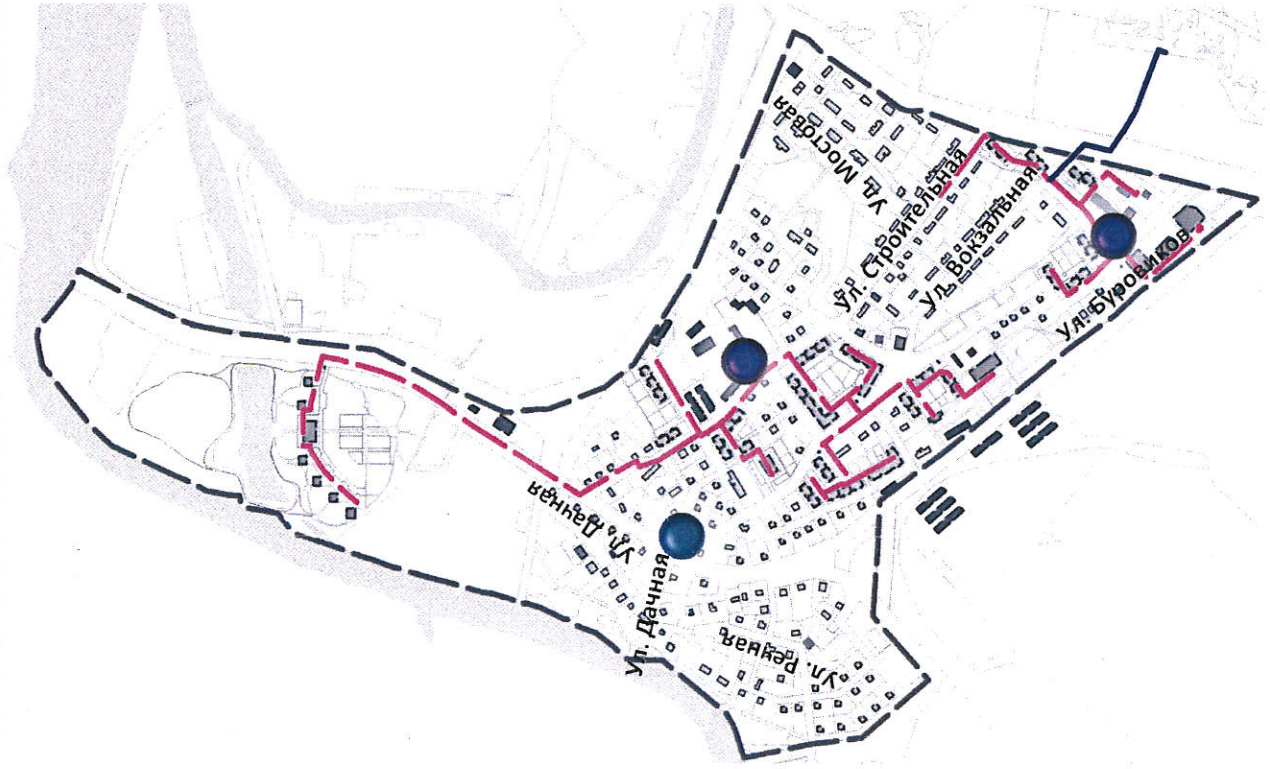 Ул. Мостовая
Ул. Строительная
Ул. Вокзальная
Ул. Буровиков
Ул. Дачная
Ул. Дачная
Ул. Речная